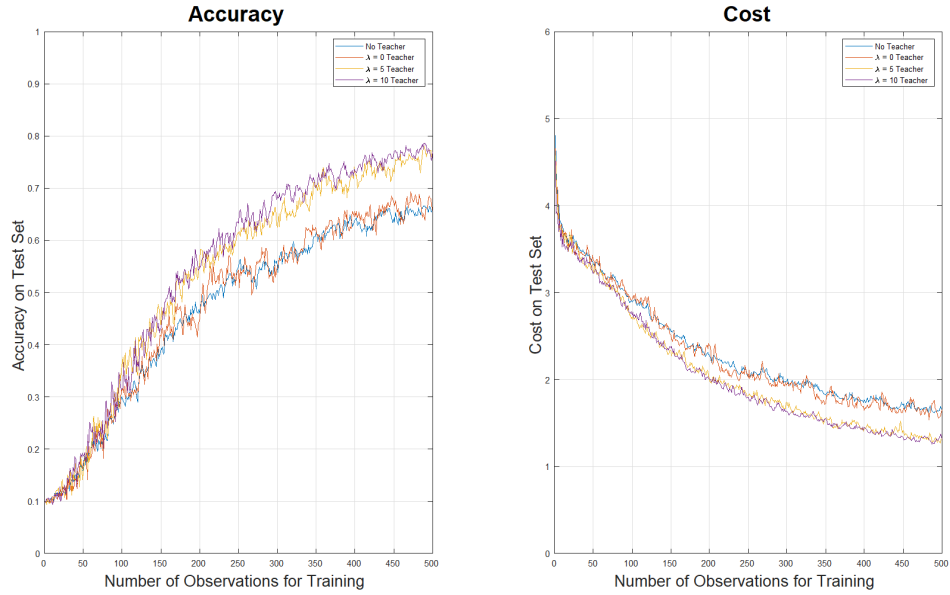 Accuracy
Accuracy on Test Set
1
0.9
0.8
0.7
0.6
0.5
0.4
0.3
0.2
0.1
0
0 50 100 150 200 250 300 350 400 450 500
Number of Observations for Training
No Teacher
λ = 0 Teacher
λ = 5 Teacher
λ = 10 Teacher
Cost
Cost on Test Set
6
5
4
3
2
1
0
0 50 100 150 200 250 300 350 400 450 500
Number of Observations for Training
No Teacher
λ = 0 Teacher
λ = 5 Teacher
λ = 10 Teacher